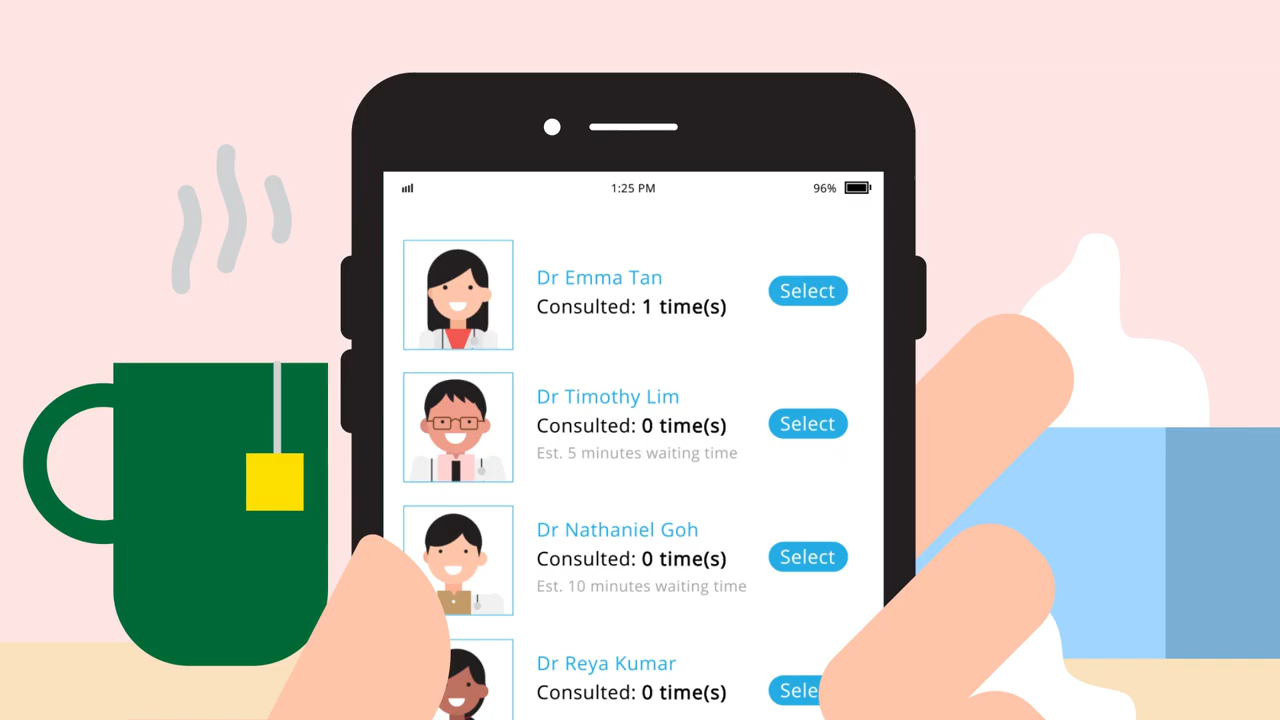 1:25 PM 96%
Dr Emma Tan
Consulted: 1 time(s)
Select
Dr Timothy Lim
Consulted: 0 time(s)
Est. 5 minutes waiting time
Select
Dr Nathaniel Goh
Consulted: 0 time(s)
Est. 10 minutes waiting time
Select
Dr Reya Kumar
Consulted: 0 time(s)
Sele